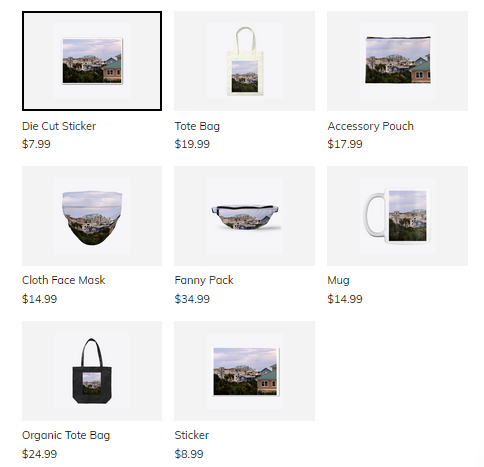 Die Cut Sticker
$7.99
Tote Bag
$19.99
Accessory Pouch
$17.99
Cloth Face Mask
$14.99
Fanny Pack
$34.99
Mug
$14.99
Organic Tote Bag
$24.99
Sticker
$8.99